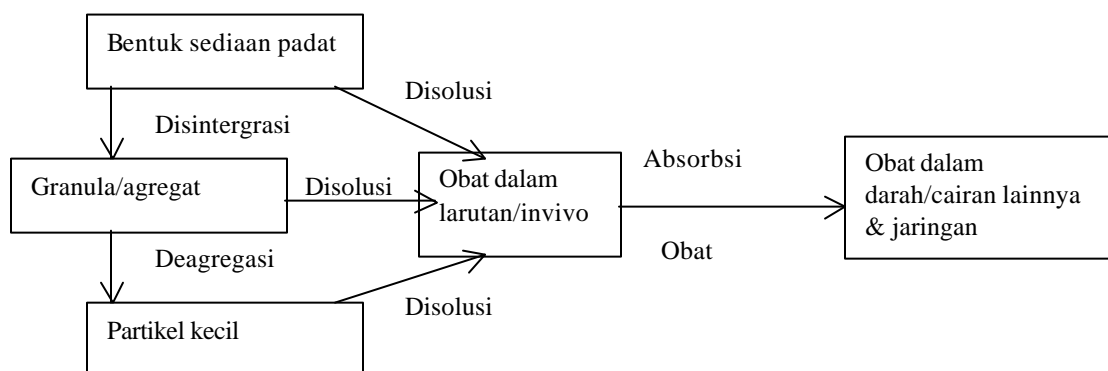 Bentuk sediaan padat
Disolusi
Disintergrasi
Granula/agregat
Disolusi
Obat dalam
larutan/invivo
Absorbsi
Obat
Obat dalam
darah/cairan lainnya
& jaringan
Deagregasi
Disolusi
Partikel kecil